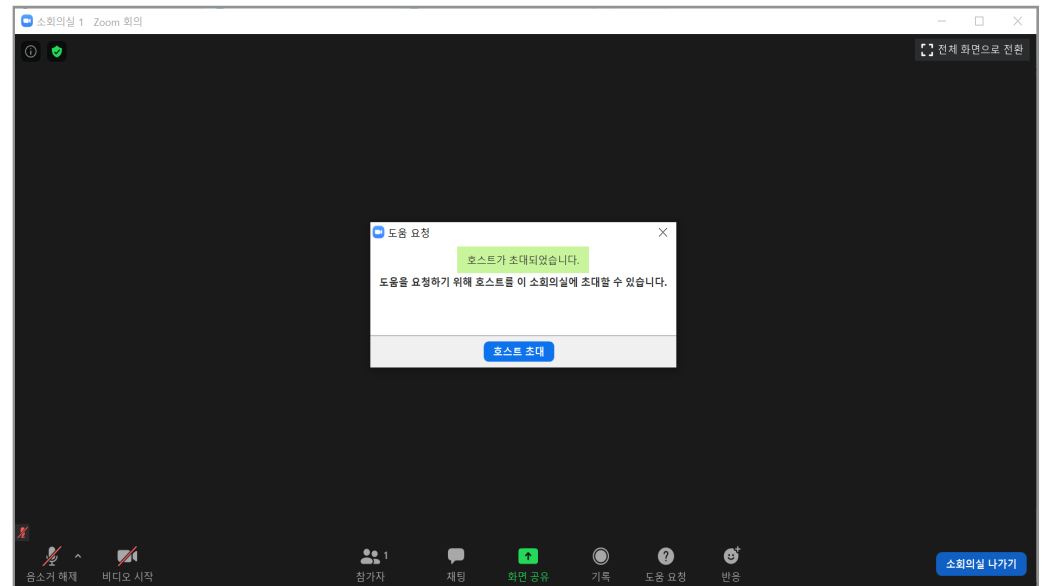 소회의실 1 Zoom 회의
전체 화면으로 전환
도움 요청
호스트가 초대되었습니다.
도움을 요청하기 위해 호스트를 이 소회의실에 초대할 수 있습니다.
호스트 초대
1
음소거 해제 비디오 시작 참가자 채팅 화면 공유 기록 도움 요청 반응 소회의실 나가기